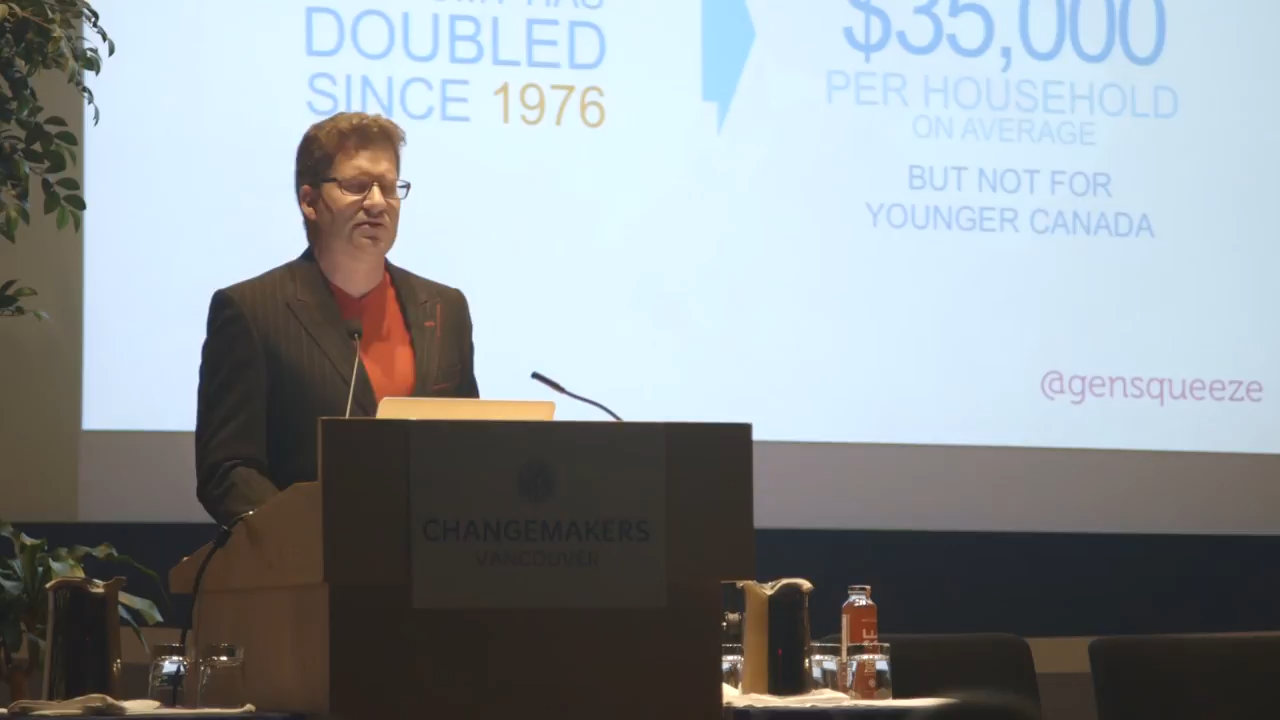 DOUBLED
SINCE 1976
$35,000
PER HOUSEHOLD
ON AVERAGE
BUT NOT FOR
YOUNGER CANADA
@gensqueeze
CHANGEMAKERS
VANCOUVER